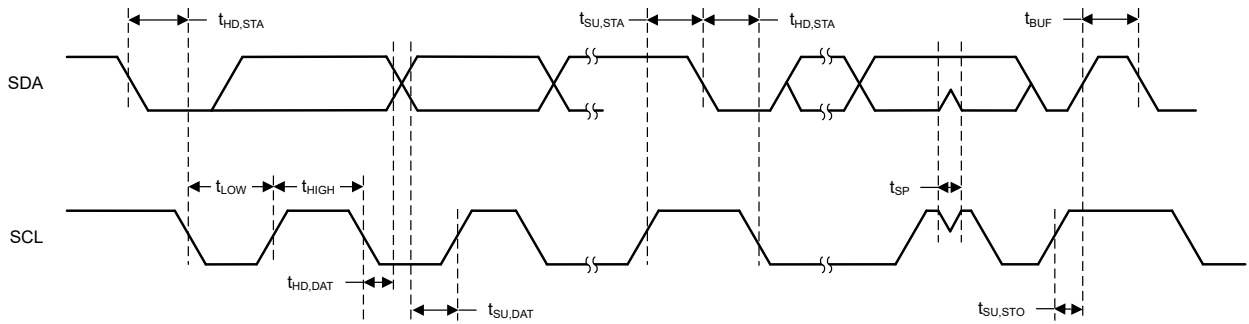 tHD,STA
tSU,STA
tHD,STA
tBUF
SDA
tLOW
tHIGH
tSP
SCL
tHD,DAT
tSU,DAT
tSU,STO